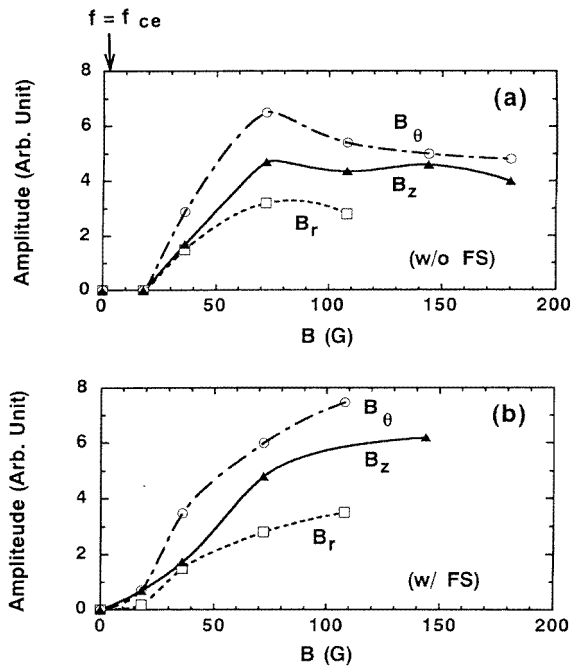 f = f ce
8
6
4
2
0
Amplitude (Arb. Unit)
(a)
B θ
B z
B r
(w/o FS)
0 50 100 150 200
B (G)
8
6
4
2
0
Ampliteude (Arb. Unit)
(b)
B θ
B z
B r
(w/ FS)
0 50 100 150 200
B (G)